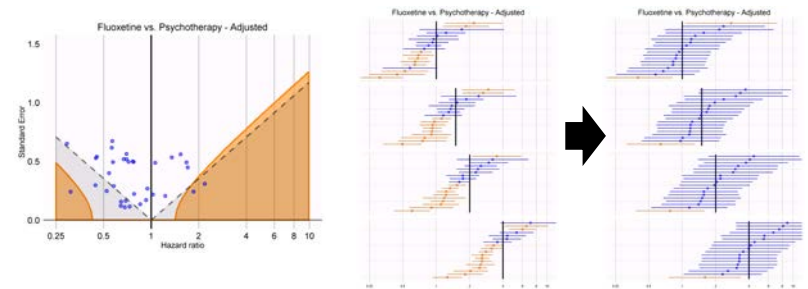 Fluoxetine vs. Psychotherapy - Adjusted
1.5
1.0
0.5
0.0
Standard Error
0.25 0.5 1 2 4 6 8 10
Hazard ratio
Fluoxetine vs. Psychotherapy - Adjusted
Fluoxetine vs. Psychotherapy - Adjusted